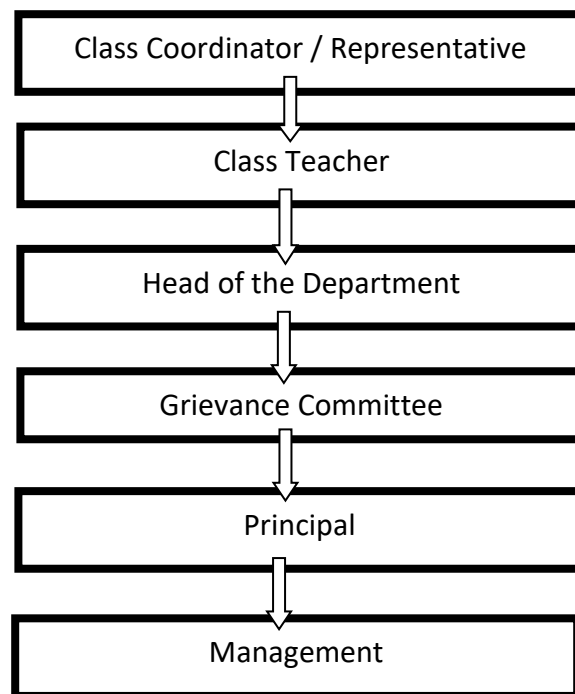 Class Coordinator / Representative
Class Teacher
Head of the Department
Grievance Committee
Principal
Management